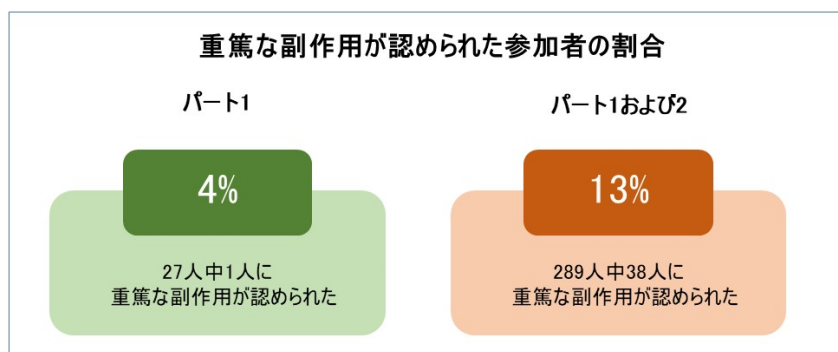 重篤な副作用が認められた参加者の割合
パート1
パート1および2
4%
13%
27人中1人に
重篤な副作用が認められた
289人中38人に
重篤な副作用が認められた